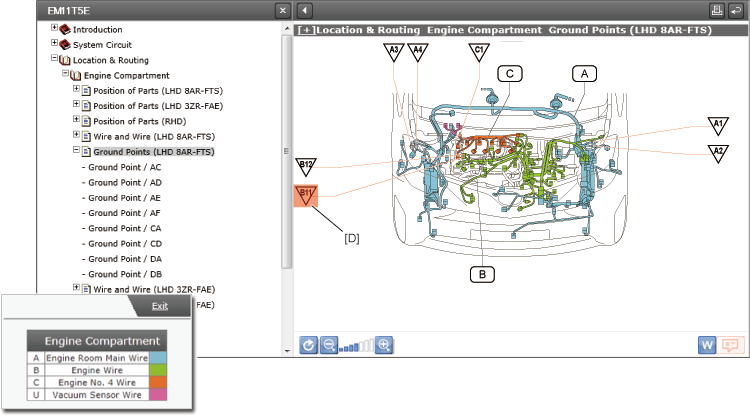 EM11T5E
Introduction
System Circuit
Location & Routing
Engine Compartment
Position of Parts (LHD 8AR-FTS)
Position of Parts (LHD 3ZR-FAE)
Position of Parts (RHD)
Wire and Wire (LHD 8AR-FTS)
Ground Points (LHD 8AR-FTS)
- Ground Point / AC
- Ground Point / AD
- Ground Point / AE
- Ground Point / AF
- Ground Point / CA
- Ground Point / CD
- Ground Point / DA
- Ground Point / DB
Wire and Wire (LHD 3ZR-FAE)
FAE)
[+]Location & Routing Engine Compartment Ground Points (LHD 8AR-FTS)
A3
A4
C1
C
A
A1
A2
B12
B11
[D]
B
W
Exit
Engine Compartment
A Engine Room Main Wire
B Engine Wire
C Engine No. 4 Wire
U Vacuum Sensor Wire